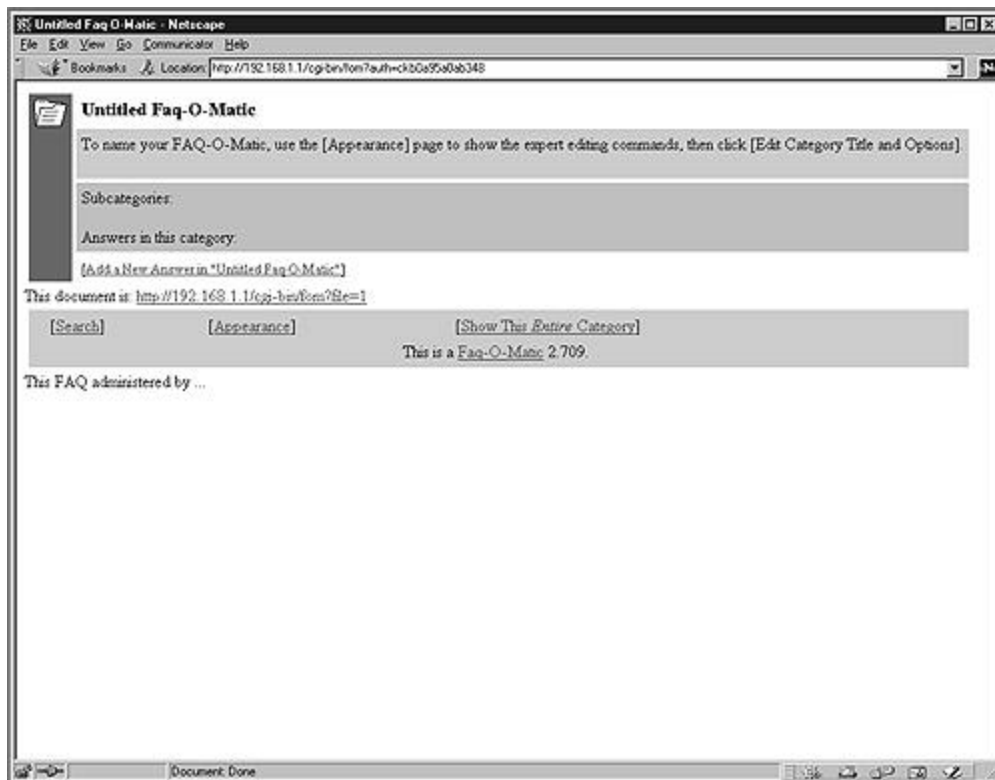 Untitled Faq-O-Matic - Netscape
File Edit View Go Communicator Help
Bookmarks Location: http://192.168.1.1/cgi-bin/fom?auth=ckb0a95a0ab348
Untitled Faq-O-Matic
To name your FAQ-O-Matic, use the [Appearance] page to show the expert editing commands, then click [Edit Category Title and Options].
Subcategories:
Answers in this category:
[Add a New Answer in "Untitled Faq-O-Matic"]
This document is: http://192.168.1.1/cgi-bin/fom?file=1
[Search] [Appearance] [Show This Entire Category]
This is a Faq-O-Matic 2.709.
This FAQ administered by ...
Document: Done